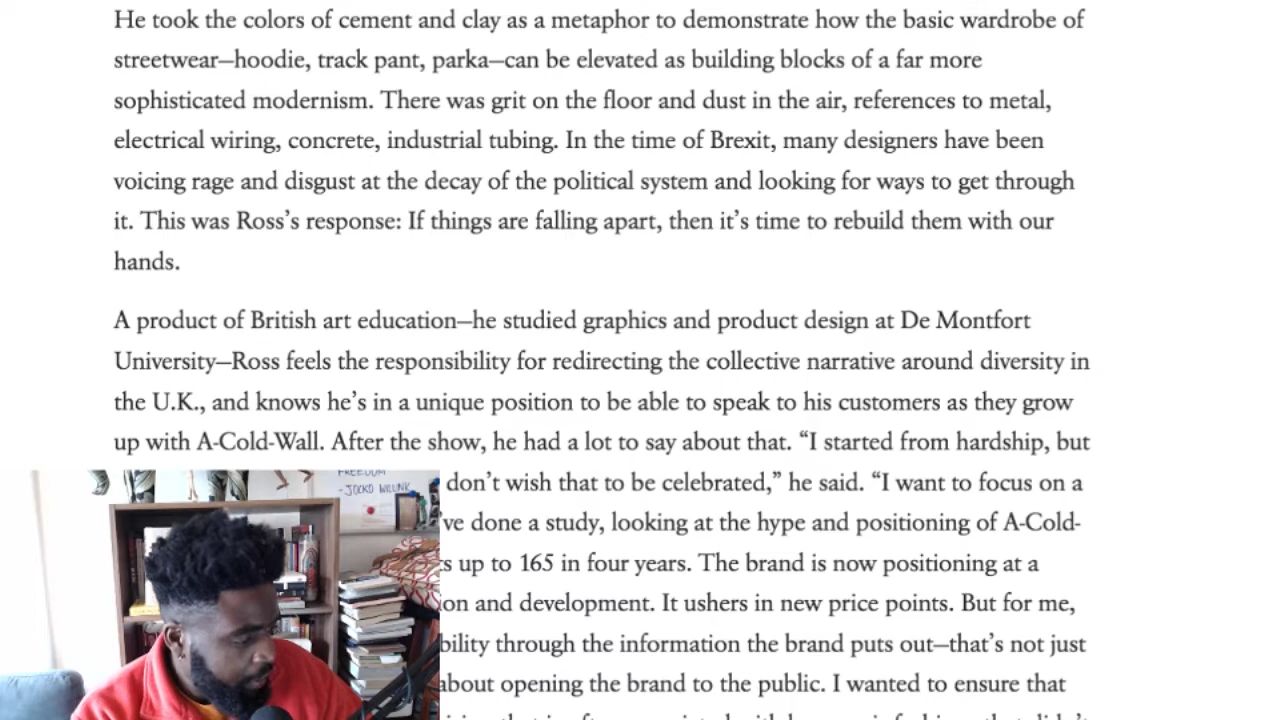 He took the colors of cement and clay as a metaphor to demonstrate how the basic wardrobe of
streetwear—hoodie, track pant, parka—can be elevated as building blocks of a far more
sophisticated modernism. There was grit on the floor and dust in the air, references to metal,
electrical wiring, concrete, industrial tubing. In the time of Brexit, many designers have been
voicing rage and disgust at the decay of the political system and looking for ways to get through
it. This was Ross’s response: If things are falling apart, then it’s time to rebuild them with our
hands.
A product of British art education—he studied graphics and product design at De Montfort
University—Ross feels the responsibility for redirecting the collective narrative around diversity in
the U.K., and knows he’s in a unique position to be able to speak to his customers as they grow
up with A-Cold-Wall. After the show, he had a lot to say about that. “I started from hardship, but
don’t wish that to be celebrated,” he said. “I want to focus on a
’ve done a study, looking at the hype and positioning of A-Cold-
up to 165 in four years. The brand is now positioning at a
and development. It ushers in new price points. But for me,
through the information the brand puts out—that’s not just
about opening the brand to the public. I wanted to ensure that
FREEDOM
- JOCKO WILLINK